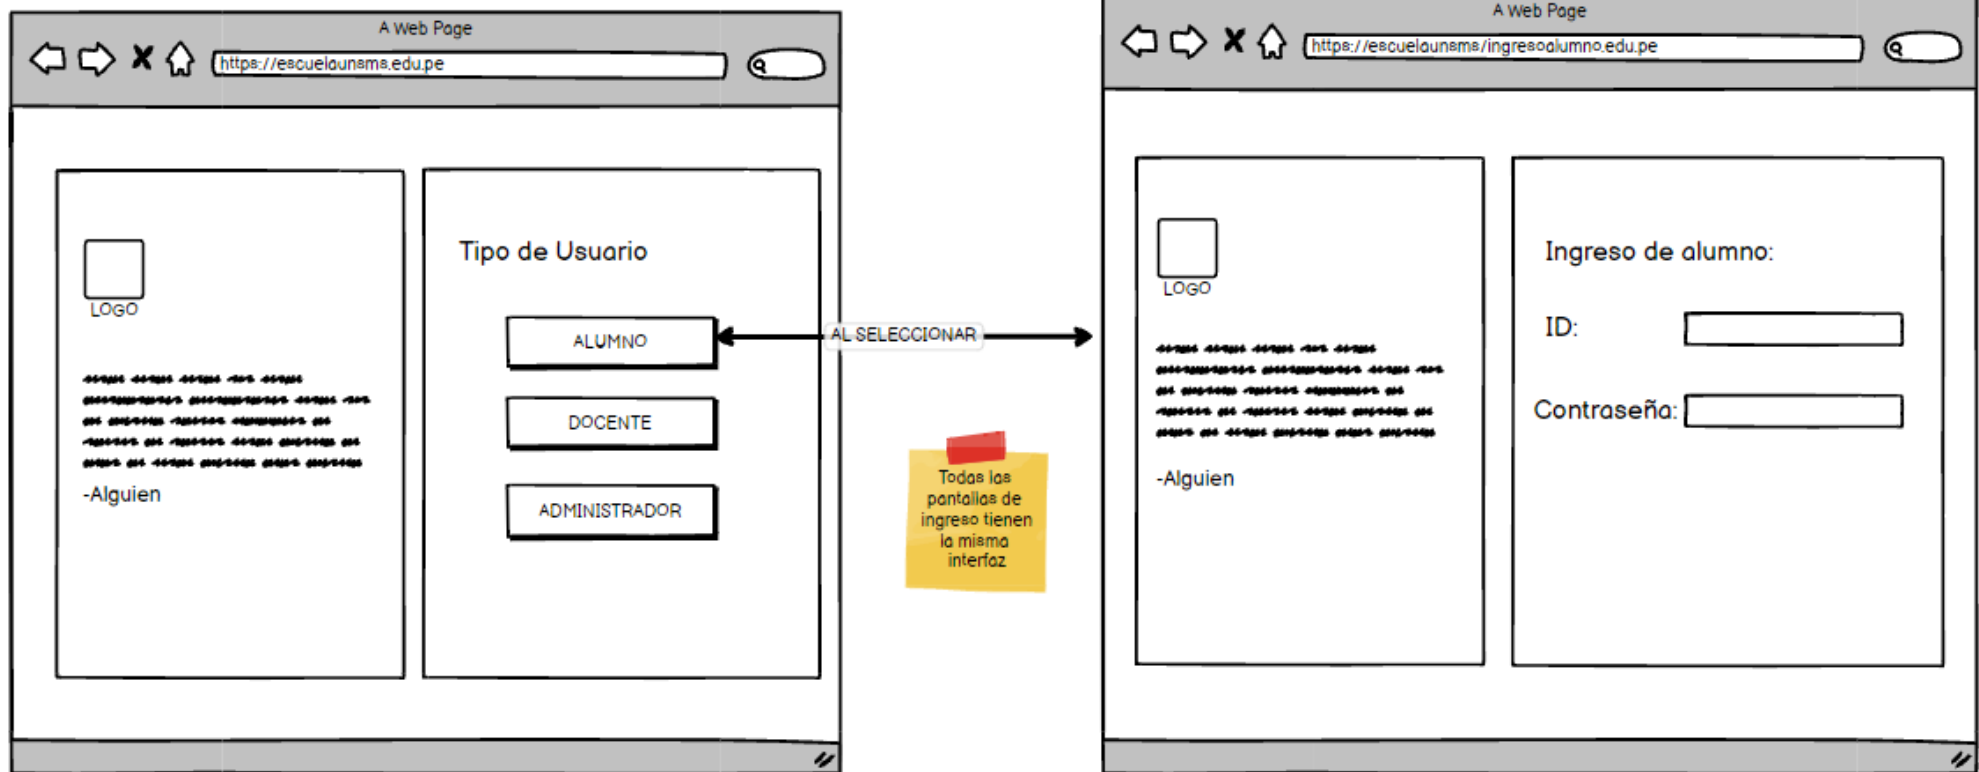 A Web Page
https://escuelaunsms.edu.pe
LOGO
-Alguien
Tipo de Usuario
ALUMNO
DOCENTE
ADMINISTRADOR
AL SELECCIONAR
Todas las
pantallas de
ingreso tienen
la misma
interfaz
A Web Page
https://escuelaunsms/ingresoalumno.edu.pe
LOGO
-Alguien
Ingreso de alumno:
ID:
Contraseña: